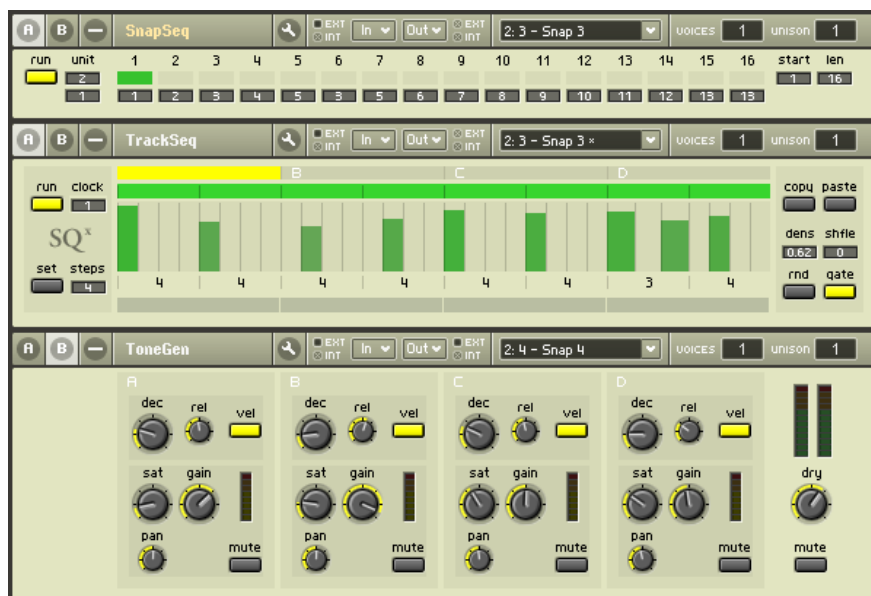 A B SnapSeq EXT INT In Out EXT INT 2: 3 - Snap 3 VOICES 1 UNISON 1
run unit 1 2 3 4 5 6 7 8 9 10 11 12 13 14 15 16 start len
2 1 16
1 1 2 3 4 5 3 5 6 7 8 9 10 11 12 13 13
A B TrackSeq EXT INT In Out EXT INT 2: 3 - Snap 3 × VOICES 1 UNISON 1
B C D
run clock copy paste
1
SQx
dens shfle
0.62 0
set steps rnd gate
4 4 4 4 4 4 4 3 4
A B ToneGen EXT INT In Out EXT INT 2: 4 - Snap 4 VOICES 1 UNISON 1
A B C D
dec rel vel dec rel vel dec rel vel dec rel vel
sat gain sat gain sat gain sat gain dry
pan mute pan mute pan mute pan mute mute